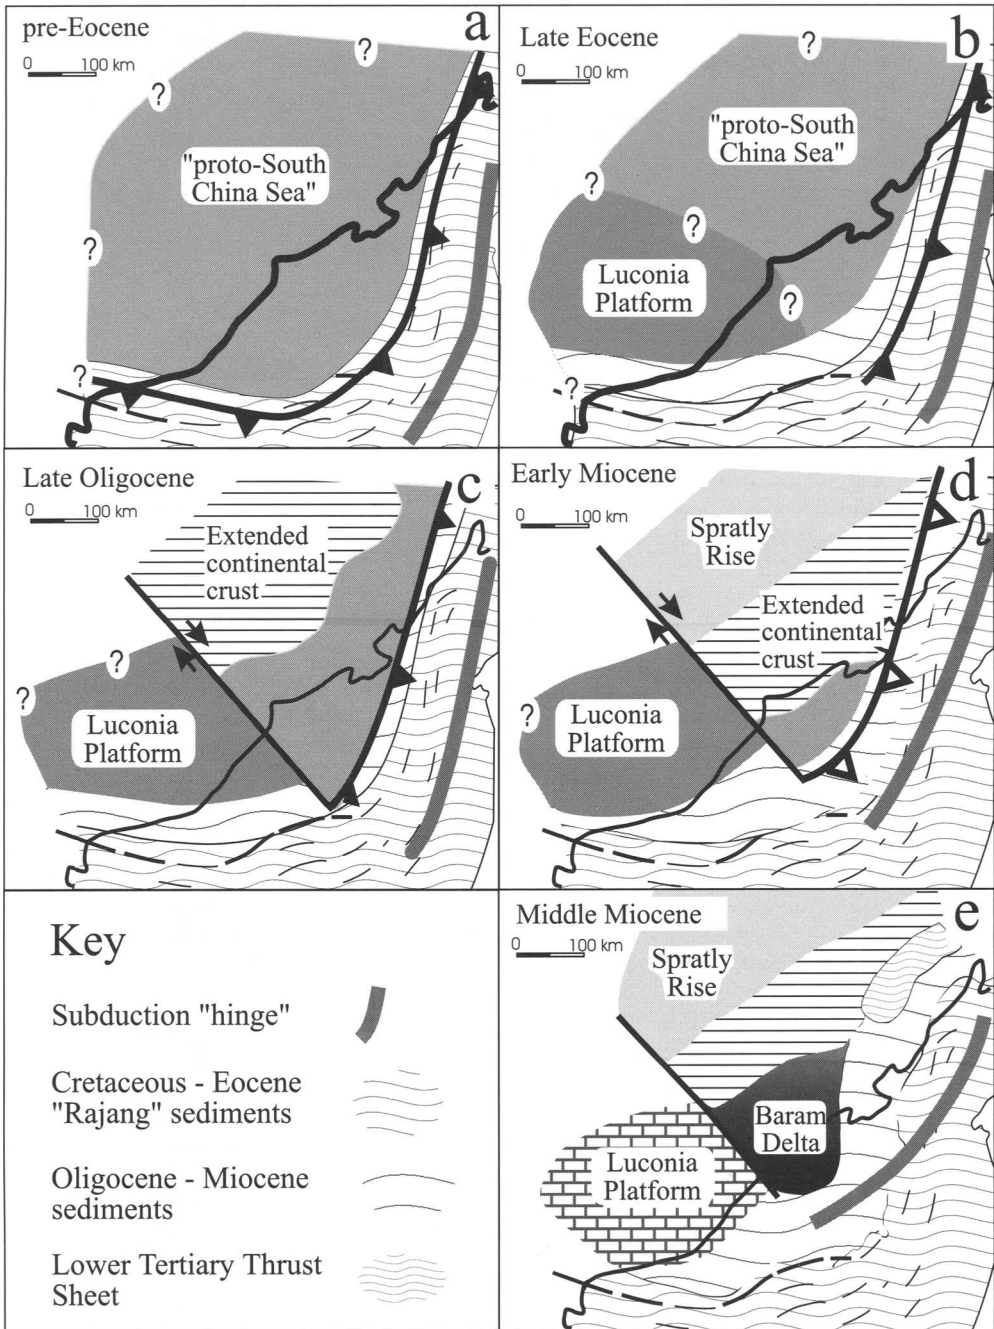 pre-Eocene
a
0 100 km
?
?
"proto-South
China Sea"
?
?
Late Eocene
b
0 100 km
?
"proto-South
China Sea"
?
?
Luconia
Platform
?
?
Late Oligocene
c
0 100 km
Extended
continental
crust
?
?
Luconia
Platform
Early Miocene
d
0 100 km
Spratly
Rise
Extended
continental
crust
?
Luconia
Platform
Key
Subduction "hinge"
Cretaceous - Eocene
"Rajang" sediments
Oligocene - Miocene
sediments
Lower Tertiary Thrust
Sheet
Middle Miocene
e
0 100 km
Spratly
Rise
Baram
Delta
Luconia
Platform